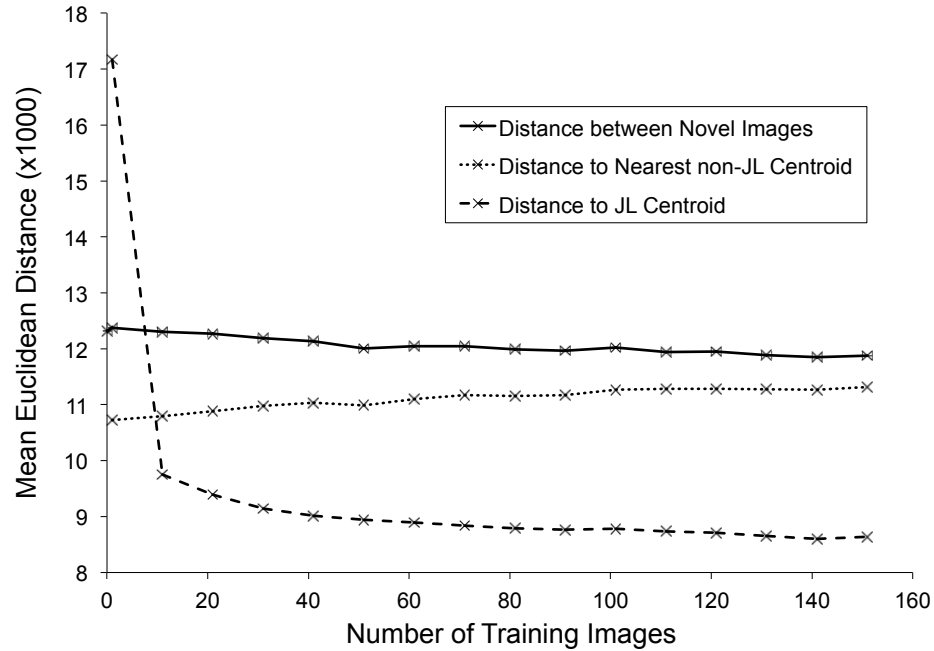 18
17
16
15
14
13
12
11
10
9
8
Mean Euclidean Distance (x1000)
Distance between Novel Images
Distance to Nearest non-JL Centroid
Distance to JL Centroid
0 20 40 60 80 100 120 140 160
Number of Training Images